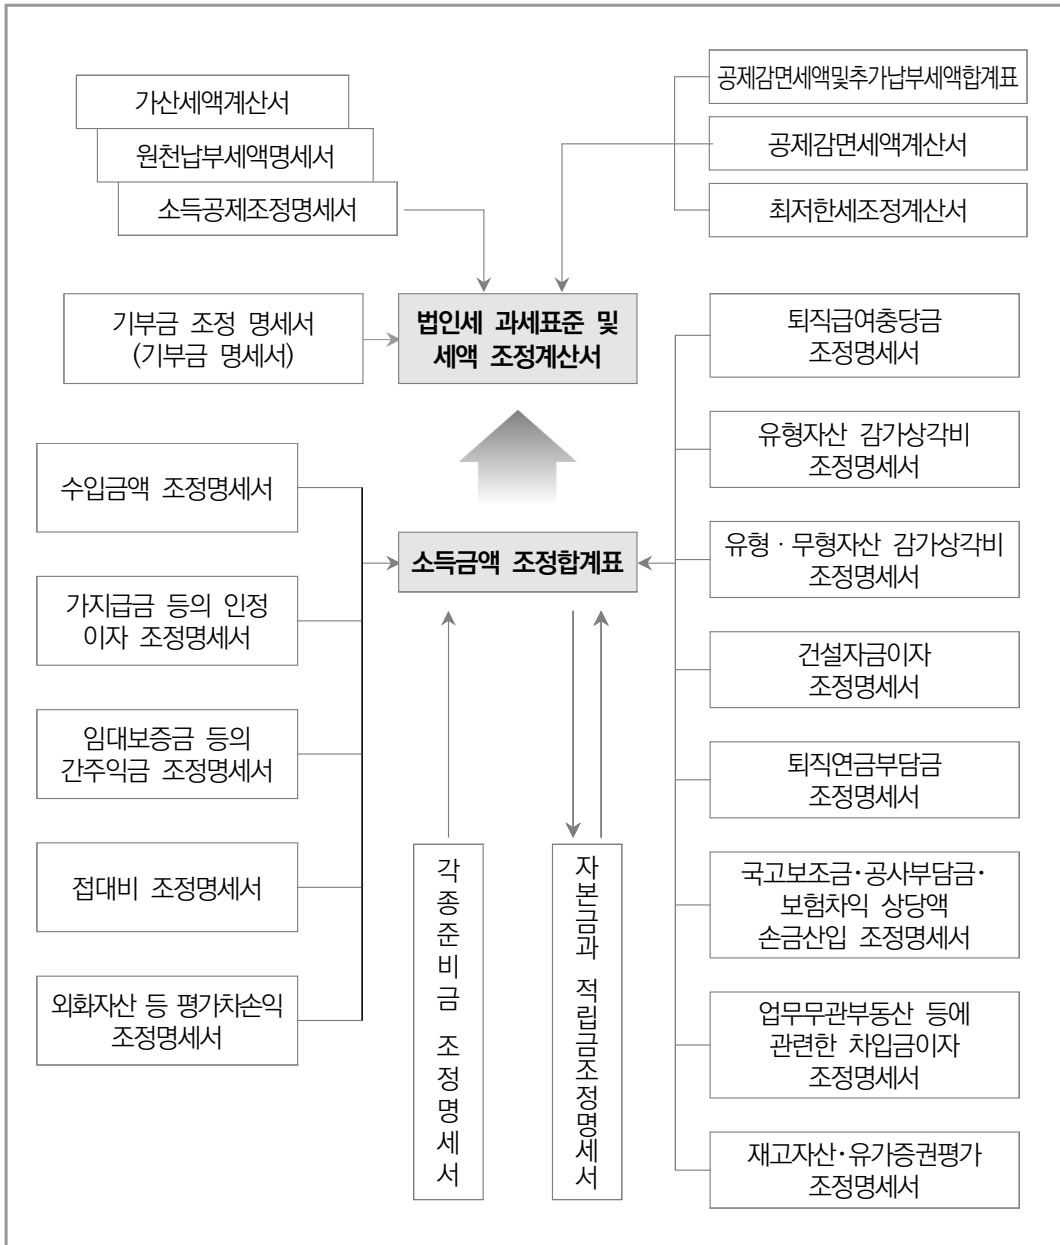 가산세액계산서
원천납부세액명세서
소득공제조정명세서
공제감면세액및추가납부세액합계표
공제감면세액계산서
최저한세조정계산서
기부금 조정 명세서
(기부금 명세서)
법인세 과세표준 및
세액 조정계산서
퇴직급여충당금
조정명세서
유형자산 감가상각비
조정명세서
수입금액 조정명세서
소득금액 조정합계표
유형 · 무형자산 감가상각비
조정명세서
가지급금 등의 인정
이자 조정명세서
건설자금이자
조정명세서
임대보증금 등의
간주익금 조정명세서
퇴직연금부담금
조정명세서
접대비 조정명세서
각종준비금 조정명세서
자본금과 적립금조정명세서
국고보조금·공사부담금·
보험차익 상당액
손금산입 조정명세서
외화자산 등 평가차손익
조정명세서
업무무관부동산 등에
관련한 차입금이자
조정명세서
재고자산·유가증권평가
조정명세서